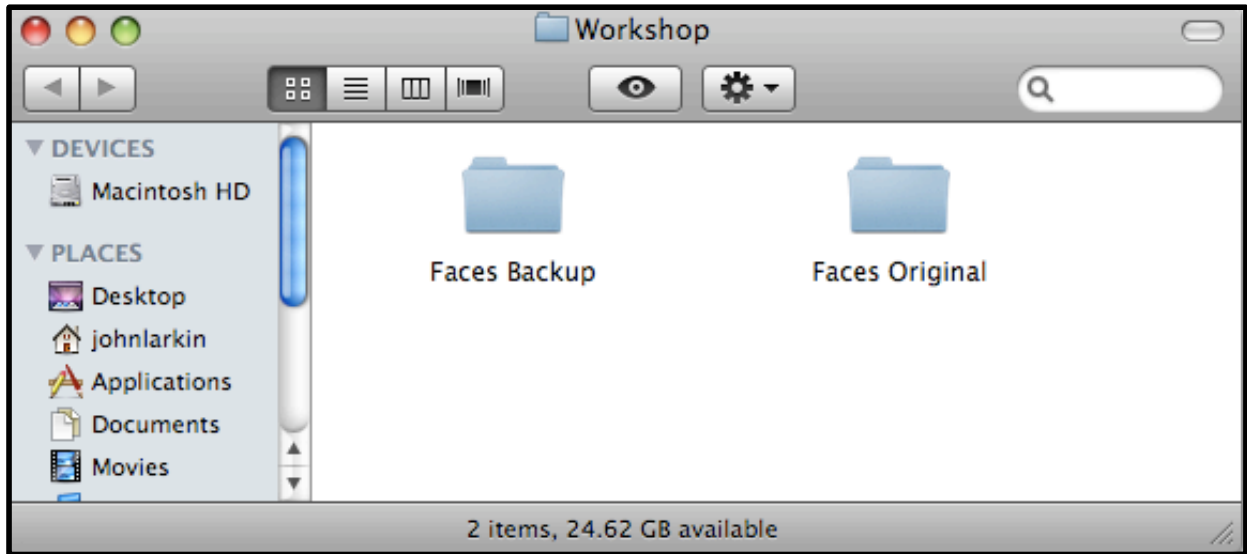 Workshop
DEVICES
Macintosh HD
PLACES
Desktop
johnlarkin
Applications
Documents
Movies
Faces Backup
Faces Original
2 items, 24.62 GB available